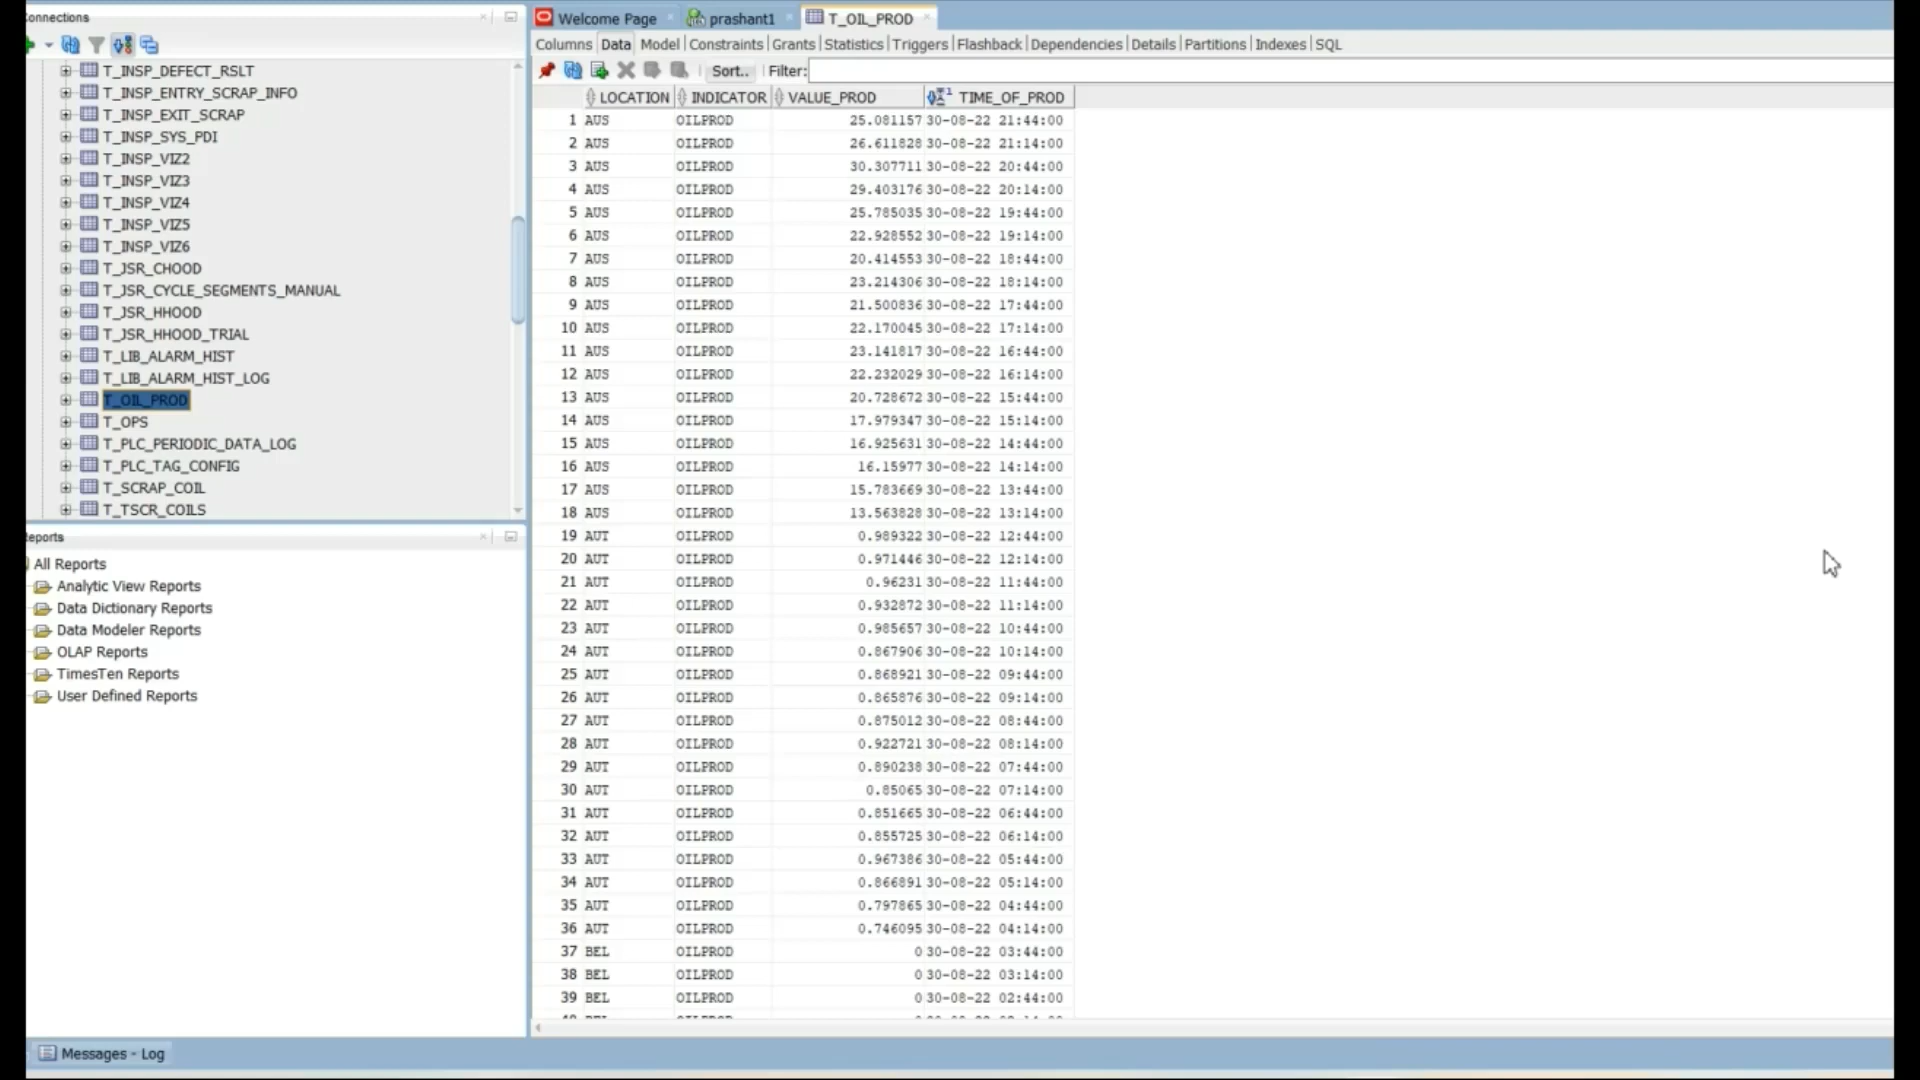 Connections
T_INSP_DEFECT_RSLT
T_INSP_ENTRY_SCRAP_INFO
T_INSP_EXIT_SCRAP
T_INSP_SYS_PDI
T_INSP_VIZ2
T_INSP_VIZ3
T_INSP_VIZ4
T_INSP_VIZ5
T_INSP_VIZ6
T_JSR_CHOOD
T_JSR_CYCLE_SEGMENTS_MANUAL
T_JSR_HHOOD
T_JSR_HHOOD_TRIAL
T_LIB_ALARM_HIST
T_LIB_ALARM_HIST_LOG
T_OIL_PROD
T_OPS
T_PLC_PERIODIC_DATA_LOG
T_PLC_TAG_CONFIG
T_SCRAP_COIL
T_TSCR_COILS
eports
All Reports
Analytic View Reports
Data Dictionary Reports
Data Modeler Reports
OLAP Reports
TimesTen Reports
User Defined Reports
Welcome Page prashant1 T_OIL_PROD
Columns Data Model Constraints Grants Statistics Triggers Flashback Dependencies Details Partitions Indexes SQL
Sort.. Filter:
LOCATION INDICATOR VALUE_PROD 1 TIME_OF_PROD
1 AUS OILPROD 25.081157 30-08-22 21:44:00
2 AUS OILPROD 26.611828 30-08-22 21:14:00
3 AUS OILPROD 30.307711 30-08-22 20:44:00
4 AUS OILPROD 29.403176 30-08-22 20:14:00
5 AUS OILPROD 25.785035 30-08-22 19:44:00
6 AUS OILPROD 22.928552 30-08-22 19:14:00
7 AUS OILPROD 20.414553 30-08-22 18:44:00
8 AUS OILPROD 23.214306 30-08-22 18:14:00
9 AUS OILPROD 21.500836 30-08-22 17:44:00
10 AUS OILPROD 22.170045 30-08-22 17:14:00
11 AUS OILPROD 23.141817 30-08-22 16:44:00
12 AUS OILPROD 22.232029 30-08-22 16:14:00
13 AUS OILPROD 20.728672 30-08-22 15:44:00
14 AUS OILPROD 17.979347 30-08-22 15:14:00
15 AUS OILPROD 16.925631 30-08-22 14:44:00
16 AUS OILPROD 16.15977 30-08-22 14:14:00
17 AUS OILPROD 15.783669 30-08-22 13:44:00
18 AUS OILPROD 13.563828 30-08-22 13:14:00
19 AUT OILPROD 0.989322 30-08-22 12:44:00
20 AUT OILPROD 0.971446 30-08-22 12:14:00
21 AUT OILPROD 0.96231 30-08-22 11:44:00
22 AUT OILPROD 0.932872 30-08-22 11:14:00
23 AUT OILPROD 0.985657 30-08-22 10:44:00
24 AUT OILPROD 0.867906 30-08-22 10:14:00
25 AUT OILPROD 0.868921 30-08-22 09:44:00
26 AUT OILPROD 0.865876 30-08-22 09:14:00
27 AUT OILPROD 0.875012 30-08-22 08:44:00
28 AUT OILPROD 0.922721 30-08-22 08:14:00
29 AUT OILPROD 0.890238 30-08-22 07:44:00
30 AUT OILPROD 0.85065 30-08-22 07:14:00
31 AUT OILPROD 0.851665 30-08-22 06:44:00
32 AUT OILPROD 0.855725 30-08-22 06:14:00
33 AUT OILPROD 0.967386 30-08-22 05:44:00
34 AUT OILPROD 0.866891 30-08-22 05:14:00
35 AUT OILPROD 0.797865 30-08-22 04:44:00
36 AUT OILPROD 0.746095 30-08-22 04:14:00
37 BEL OILPROD 0 30-08-22 03:44:00
38 BEL OILPROD 0 30-08-22 03:14:00
39 BEL OILPROD 0 30-08-22 02:44:00
Messages - Log